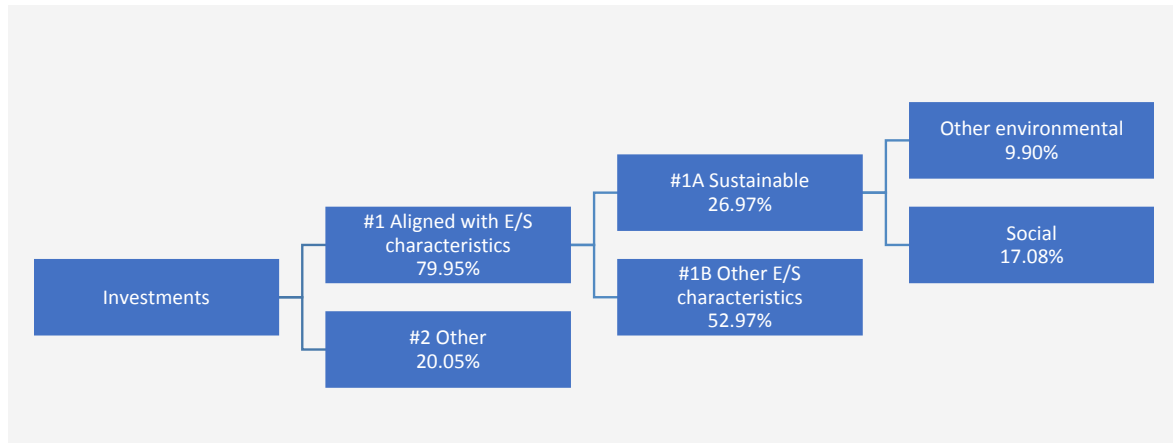 Investments
#1 Aligned with E/S
characteristics
79.95%
#2 Other
20.05%
#1A Sustainable
26.97%
#1B Other E/S
characteristics
52.97%
Other environmental
9.90%
Social
17.08%